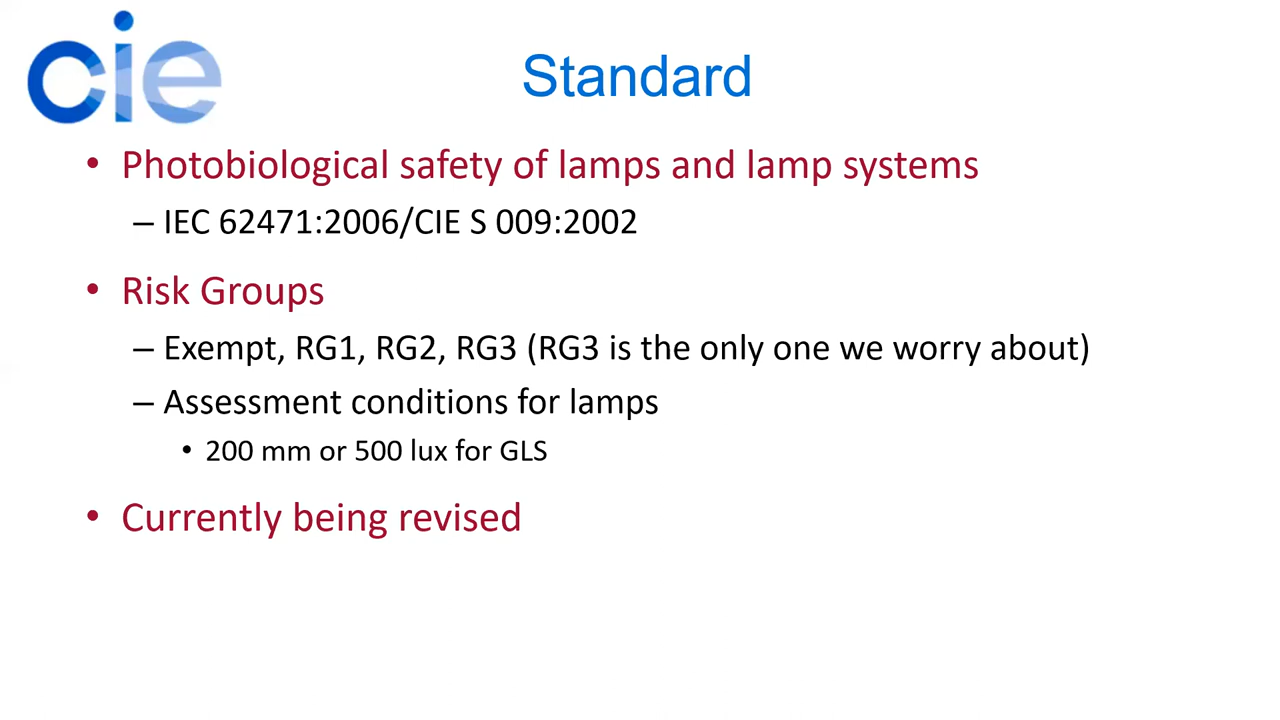 cie
Standard
• Photobiological safety of lamps and lamp systems
– IEC 62471:2006/CIE S 009:2002
• Risk Groups
– Exempt, RG1, RG2, RG3 (RG3 is the only one we worry about)
– Assessment conditions for lamps
• 200 mm or 500 lux for GLS
• Currently being revised